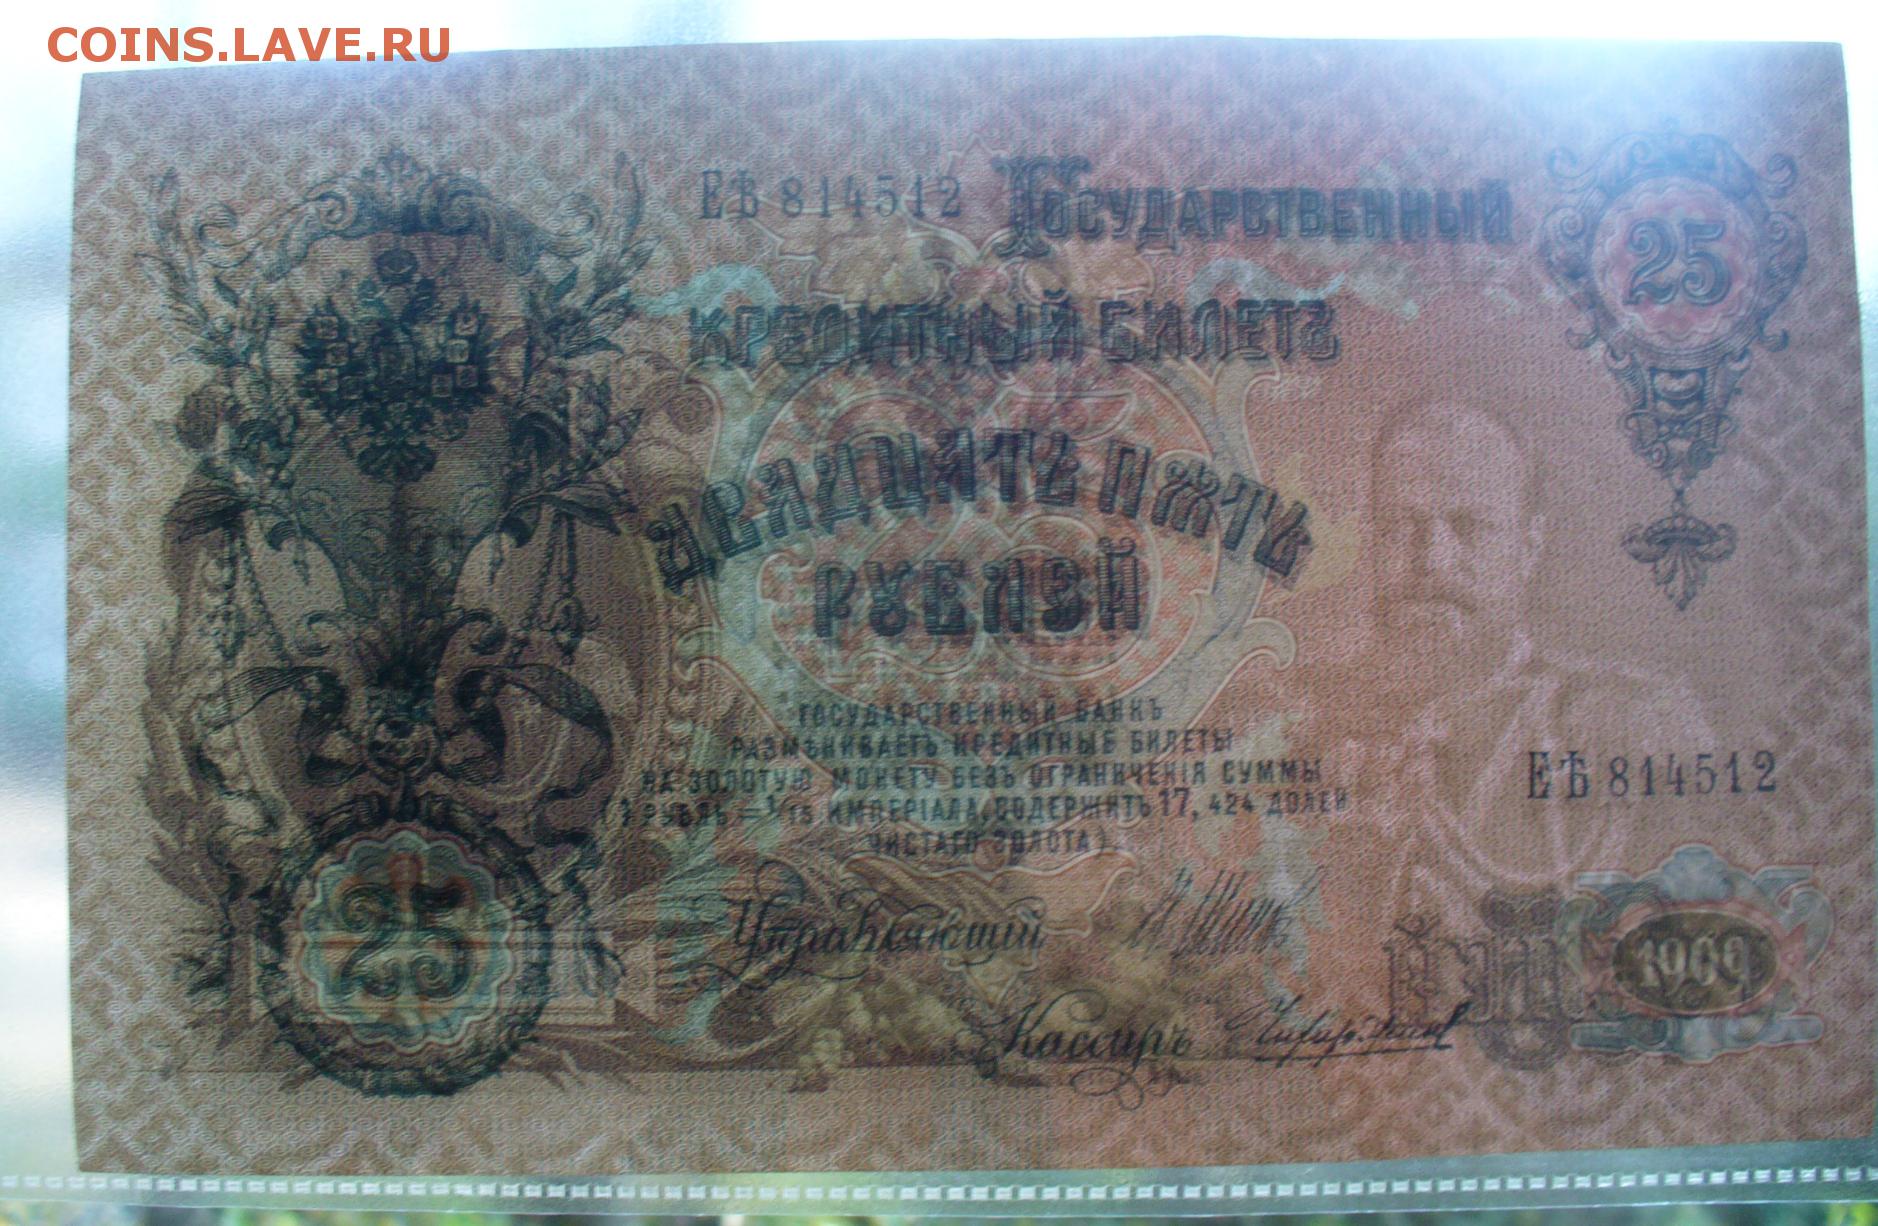 COINS.LAVE.RU
ЕѢ 814512
ГОСУДАРСТВЕННЫЙ
25
КРЕДИТНЫЙ БИЛЕТЪ
ДВАДЦАТЬ ПЯТЬ
РУБЛЕЙ
ГОСУДАРСТВЕННЫЙ БАНКЪ
РАЗМѢНИВАЕТЪ КРЕДИТНЫЕ БИЛЕТЫ
НА ЗОЛОТУЮ МОНЕТУ БЕЗЪ ОГРАНИЧЕНІЯ СУММЫ
(1 РУБЛЬ = 1/15 ИМПЕРІАЛА, СОДЕРЖИТЪ 17, 424 ДОЛЕЙ
ЧИСТАГО ЗОЛОТА).
ЕѢ 814512
25
Управляющій
1909
Кассиръ